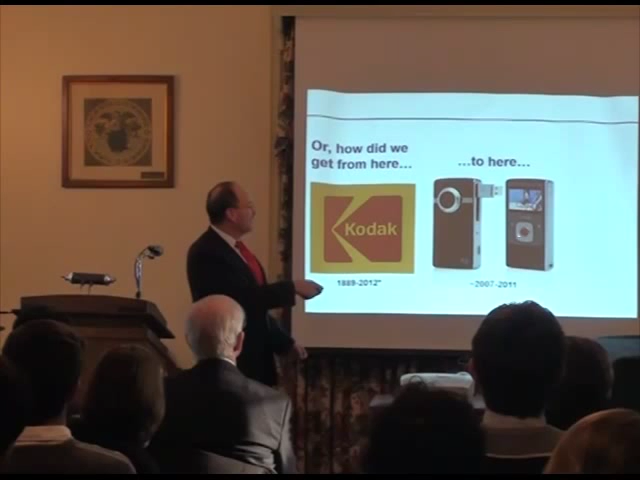 Or, how did we
get from here...
...to here...
Kodak
1889-2012*
~2007-2011